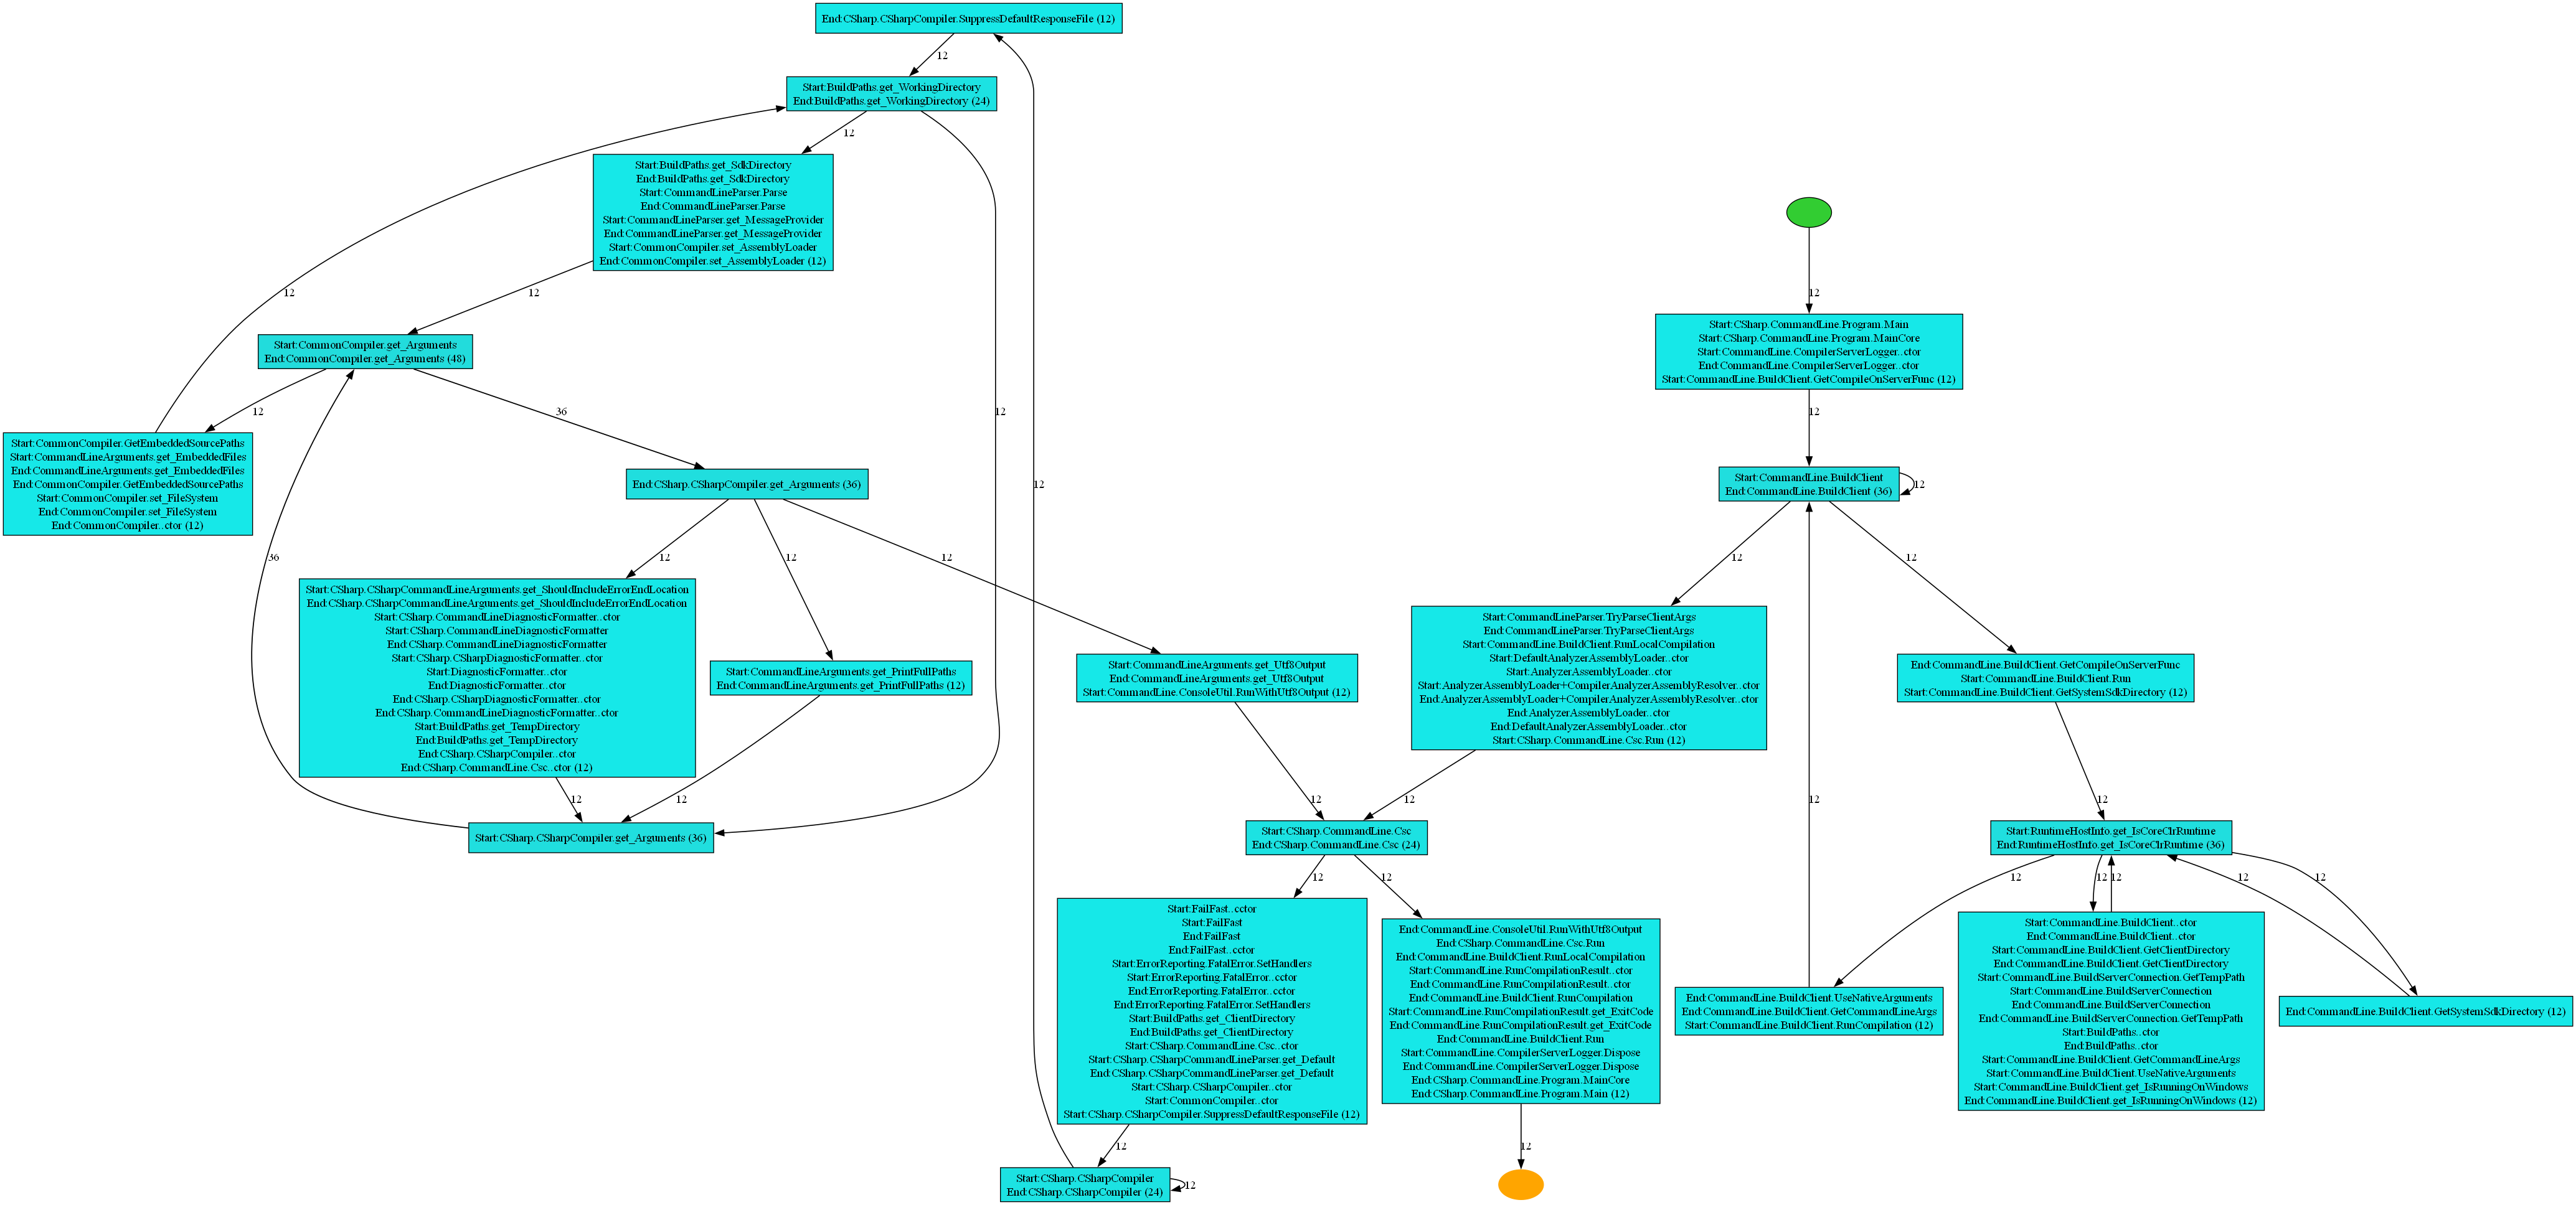 End:CSharp.CSharpCompiler.SuppressDefaultResponseFile (12)
12
Start:BuildPaths.get_WorkingDirectory
End:BuildPaths.get_WorkingDirectory (24)
12
12
12
Start:BuildPaths.get_SdkDirectory
End:BuildPaths.get_SdkDirectory
Start:CommandLineParser.Parse
End:CommandLineParser.Parse
Start:CommandLineParser.get_MessageProvider
End:CommandLineParser.get_MessageProvider
Start:CommonCompiler.set_AssemblyLoader
End:CommonCompiler.set_AssemblyLoader (12)
12
Start:CommonCompiler.get_Arguments
End:CommonCompiler.get_Arguments (48)
12
36
36
Start:CommonCompiler.GetEmbeddedSourcePaths
Start:CommandLineArguments.get_EmbeddedFiles
End:CommandLineArguments.get_EmbeddedFiles
End:CommonCompiler.GetEmbeddedSourcePaths
Start:CommonCompiler.set_FileSystem
End:CommonCompiler.set_FileSystem
End:CommonCompiler..ctor (12)
End:CSharp.CSharpCompiler.get_Arguments (36)
12
12
12
Start:CSharp.CSharpCommandLineArguments.get_ShouldIncludeErrorEndLocation
End:CSharp.CSharpCommandLineArguments.get_ShouldIncludeErrorEndLocation
Start:CSharp.CommandLineDiagnosticFormatter..ctor
Start:CSharp.CommandLineDiagnosticFormatter
End:CSharp.CommandLineDiagnosticFormatter
Start:CSharp.CSharpDiagnosticFormatter..ctor
Start:DiagnosticFormatter..ctor
End:DiagnosticFormatter..ctor
End:CSharp.CSharpDiagnosticFormatter..ctor
End:CSharp.CommandLineDiagnosticFormatter..ctor
Start:BuildPaths.get_TempDirectory
End:BuildPaths.get_TempDirectory
End:CSharp.CSharpCompiler..ctor
End:CSharp.CommandLine.Csc..ctor (12)
12
Start:CommandLineArguments.get_PrintFullPaths
End:CommandLineArguments.get_PrintFullPaths (12)
12
Start:CSharp.CSharpCompiler.get_Arguments (36)
Start:CommandLineArguments.get_Utf8Output
End:CommandLineArguments.get_Utf8Output
Start:CommandLine.ConsoleUtil.RunWithUtf8Output (12)
12
12
12
Start:CSharp.CommandLine.Program.Main
Start:CSharp.CommandLine.Program.MainCore
Start:CommandLine.CompilerServerLogger..ctor
End:CommandLine.CompilerServerLogger..ctor
Start:CommandLine.BuildClient.GetCompileOnServerFunc (12)
12
Start:CommandLine.BuildClient
End:CommandLine.BuildClient (36)
12
12
12
Start:CommandLineParser.TryParseClientArgs
End:CommandLineParser.TryParseClientArgs
Start:CommandLine.BuildClient.RunLocalCompilation
Start:DefaultAnalyzerAssemblyLoader..ctor
Start:AnalyzerAssemblyLoader..ctor
Start:AnalyzerAssemblyLoader+CompilerAnalyzerAssemblyResolver..ctor
End:AnalyzerAssemblyLoader+CompilerAnalyzerAssemblyResolver..ctor
End:AnalyzerAssemblyLoader..ctor
End:DefaultAnalyzerAssemblyLoader..ctor
Start:CSharp.CommandLine.Csc.Run (12)
12
End:CommandLine.BuildClient.GetCompileOnServerFunc
Start:CommandLine.BuildClient.Run
Start:CommandLine.BuildClient.GetSystemSdkDirectory (12)
12
12
Start:CSharp.CommandLine.Csc
End:CSharp.CommandLine.Csc (24)
12
12
Start:RuntimeHostInfo.get_IsCoreClrRuntime
End:RuntimeHostInfo.get_IsCoreClrRuntime (36)
12
12
12
12
12
Start:FailFast..cctor
Start:FailFast
End:FailFast
End:FailFast..cctor
Start:ErrorReporting.FatalError.SetHandlers
Start:ErrorReporting.FatalError..cctor
End:ErrorReporting.FatalError..cctor
End:ErrorReporting.FatalError.SetHandlers
Start:BuildPaths.get_ClientDirectory
End:BuildPaths.get_ClientDirectory
Start:CSharp.CommandLine.Csc..ctor
Start:CSharp.CSharpCommandLineParser.get_Default
End:CSharp.CSharpCommandLineParser.get_Default
Start:CSharp.CSharpCompiler..ctor
Start:CommonCompiler..ctor
Start:CSharp.CSharpCompiler.SuppressDefaultResponseFile (12)
12
End:CommandLine.ConsoleUtil.RunWithUtf8Output
End:CSharp.CommandLine.Csc.Run
End:CommandLine.BuildClient.RunLocalCompilation
Start:CommandLine.RunCompilationResult..ctor
End:CommandLine.RunCompilationResult..ctor
End:CommandLine.BuildClient.RunCompilation
Start:CommandLine.RunCompilationResult.get_ExitCode
End:CommandLine.RunCompilationResult.get_ExitCode
End:CommandLine.BuildClient.Run
Start:CommandLine.CompilerServerLogger.Dispose
End:CommandLine.CompilerServerLogger.Dispose
End:CSharp.CommandLine.Program.MainCore
End:CSharp.CommandLine.Program.Main (12)
12
End:CommandLine.BuildClient.UseNativeArguments
End:CommandLine.BuildClient.GetCommandLineArgs
Start:CommandLine.BuildClient.RunCompilation (12)
Start:CommandLine.BuildClient..ctor
End:CommandLine.BuildClient..ctor
Start:CommandLine.BuildClient.GetClientDirectory
End:CommandLine.BuildClient.GetClientDirectory
Start:CommandLine.BuildServerConnection.GetTempPath
Start:CommandLine.BuildServerConnection
End:CommandLine.BuildServerConnection
End:CommandLine.BuildServerConnection.GetTempPath
Start:BuildPaths..ctor
End:BuildPaths..ctor
Start:CommandLine.BuildClient.GetCommandLineArgs
Start:CommandLine.BuildClient.UseNativeArguments
Start:CommandLine.BuildClient.get_IsRunningOnWindows
End:CommandLine.BuildClient.get_IsRunningOnWindows (12)
End:CommandLine.BuildClient.GetSystemSdkDirectory (12)
Start:CSharp.CSharpCompiler
End:CSharp.CSharpCompiler (24)
12